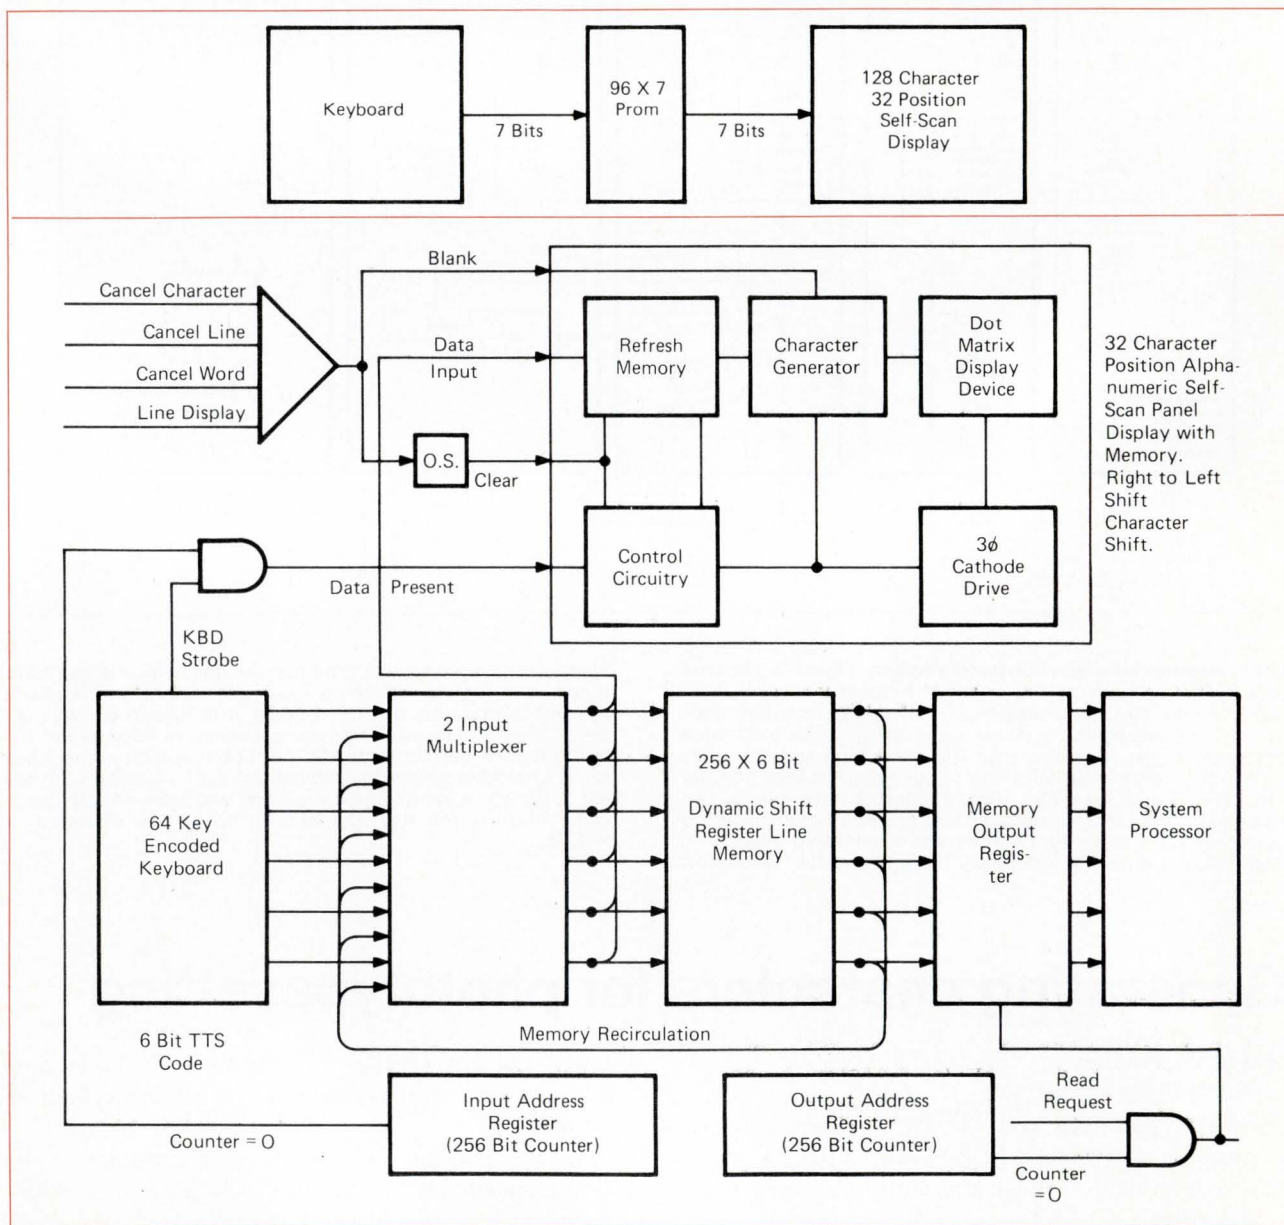 Keyboard
7 Bits
96 X 7
Prom
7 Bits
128 Character
32 Position
Self-Scan
Display
Cancel Character
Cancel Line
Cancel Word
Line Display
Blank
Data
Input
O.S.
Clear
Refresh
Memory
Character
Generator
Dot
Matrix
Display
Device
Control
Circuitry
3ø
Cathode
Drive
32 Character
Position Alpha-
numeric Self-
Scan Panel
Display with
Memory.
Right to Left
Shift
Character
Shift.
Data Present
KBD
Strobe
64 Key
Encoded
Keyboard
2 Input
Multiplexer
256 X 6 Bit
Dynamic Shift
Register Line
Memory
Memory
Output
Regis-
ter
System
Processor
Memory Recirculation
6 Bit TTS
Code
Counter = 0
Input Address
Register
(256 Bit Counter)
Output Address
Register
(256 Bit Counter)
Read
Request
Counter
= 0